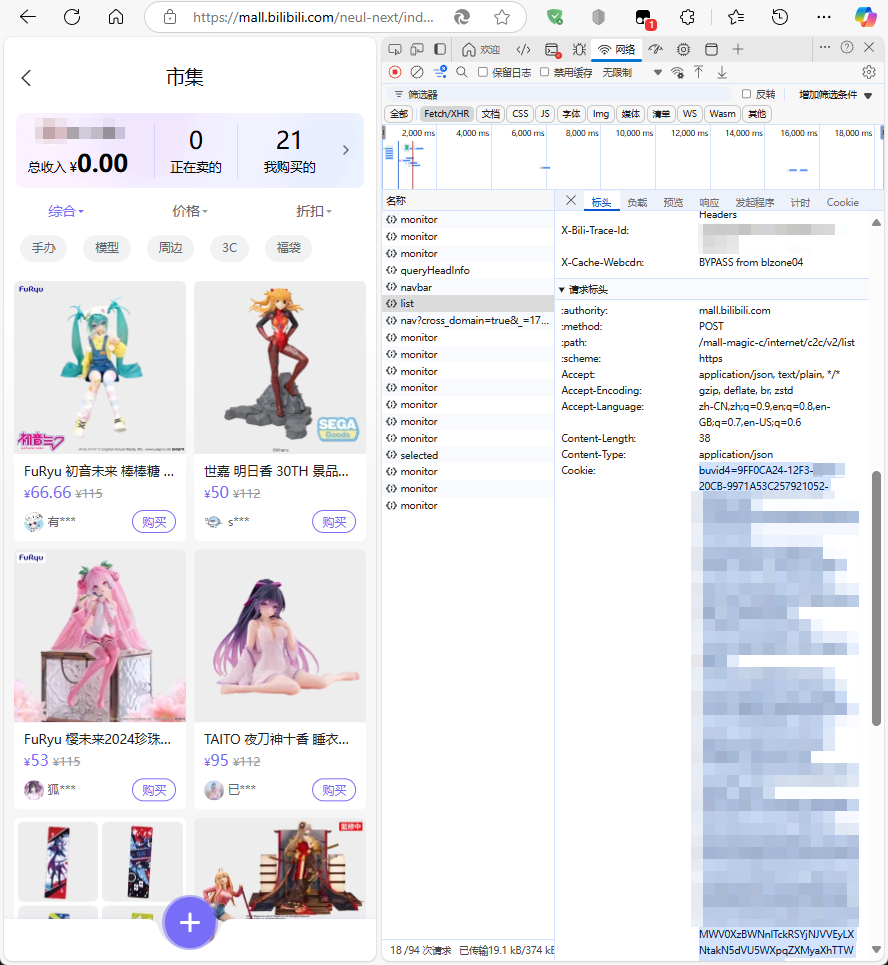 https://mall.bilibili.com/neul-next/ind...
1
市集
总收入 ¥0.00
0
正在卖的
21
我购买的
综合
价格
折扣
手办
模型
周边
3C
福袋
FuRyu
初音ミク
SEGA
Goods
FuRyu 初音未来 棒棒糖 ...
¥66.66 ¥115
有***
购买
世嘉 明日香 30TH 景品...
¥50 ¥112
s***
购买
FuRyu
FuRyu 樱未来2024珍珠...
¥53 ¥115
狐***
购买
TAITO 夜刀神十香 睡衣...
¥95 ¥112
已***
购买
监修中
欢迎
网络
保留日志
禁用缓存
无限制
筛选器
反转
增加筛选条件
全部
Fetch/XHR
文档
CSS
JS
字体
Img
媒体
清单
WS
Wasm
其他
2,000 ms
4,000 ms
6,000 ms
8,000 ms
10,000 ms
12,000 ms
14,000 ms
16,000 ms
18,000 ms
名称
monitor
monitor
monitor
queryHeadInfo
navbar
list
nav?cross_domain=true&_=17...
monitor
monitor
monitor
monitor
monitor
monitor
monitor
selected
monitor
monitor
monitor
18 /94 次请求 已传输19.1 kB/374 kE
标头
负载
预览
响应
发起程序
计时
Cookie
Headers
X-Bili-Trace-Id:
X-Cache-Webcdn: BYPASS from blzone04
请求标头
:authority: mall.bilibili.com
:method: POST
:path: /mall-magic-c/internet/c2c/v2/list
:scheme: https
Accept: application/json, text/plain, */*
Accept-Encoding: gzip, deflate, br, zstd
Accept-Language: zh-CN,zh;q=0.9,en;q=0.8,en-
GB;q=0.7,en-US;q=0.6
Content-Length: 38
Content-Type: application/json
Cookie: buvid4=9FF0CA24-12F3-
20CB-9971A53C257921052-
MWV0XzBWNnlTckRSYjNJVVEyLX
NtakN5dVU5WXpqZXMyaXhTTW